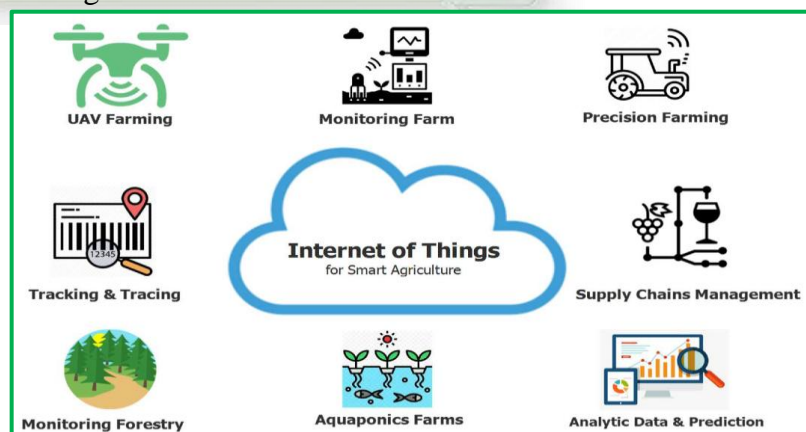 UAV Farming
Monitoring Farm
Precision Farming
Internet of Things
for Smart Agriculture
12345
Tracking & Tracing
Supply Chains Management
Monitoring Forestry
Aquaponics Farms
Analytic Data & Prediction